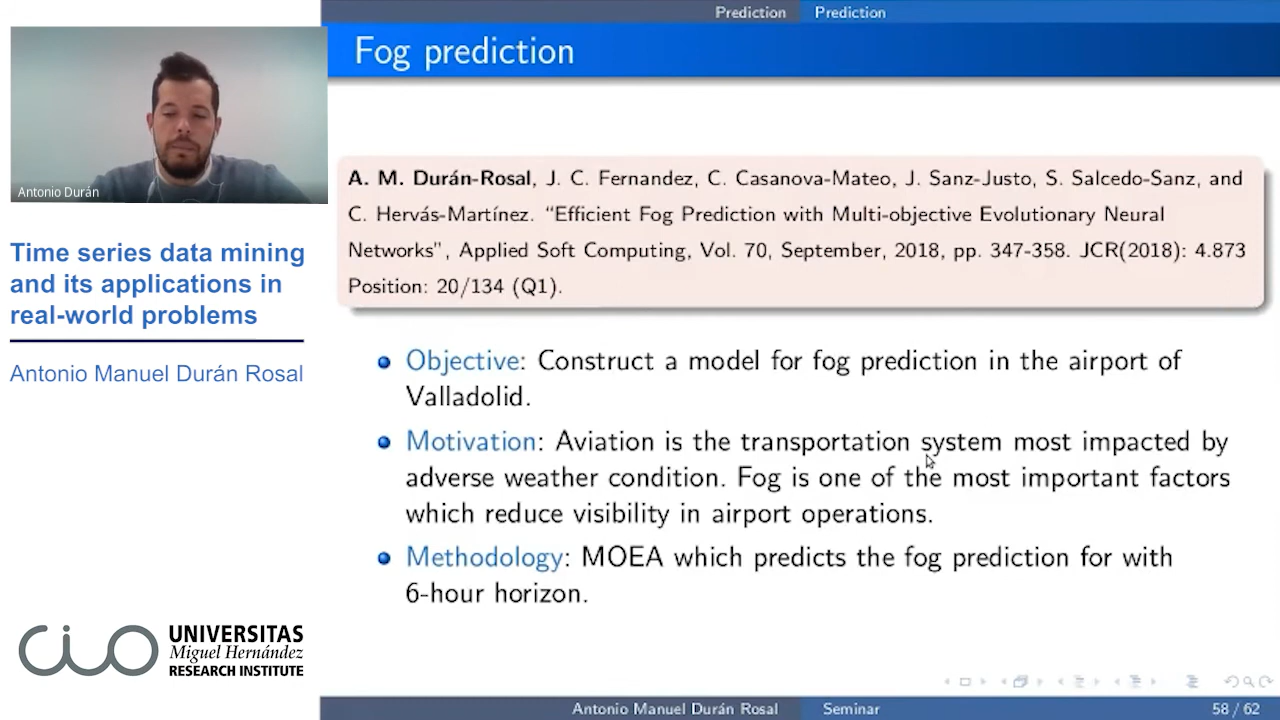 Prediction Prediction
Fog prediction
Antonio Durán
Time series data mining
and its applications in
real-world problems
Antonio Manuel Durán Rosal
A. M. Durán-Rosal, J. C. Fernandez, C. Casanova-Mateo, J. Sanz-Justo, S. Salcedo-Sanz, and
C. Hervás-Martínez. “Efficient Fog Prediction with Multi-objective Evolutionary Neural
Networks”, Applied Soft Computing, Vol. 70, September, 2018, pp. 347-358. JCR(2018): 4.873
Position: 20/134 (Q1).
Objective: Construct a model for fog prediction in the airport of
Valladolid.
Motivation: Aviation is the transportation system most impacted by
adverse weather condition. Fog is one of the most important factors
which reduce visibility in airport operations.
Methodology: MOEA which predicts the fog prediction for with
6-hour horizon.
CIO
UNIVERSITAS
Miguel Hernández
RESEARCH INSTITUTE
Antonio Manuel Durán Rosal Seminar 58 / 62